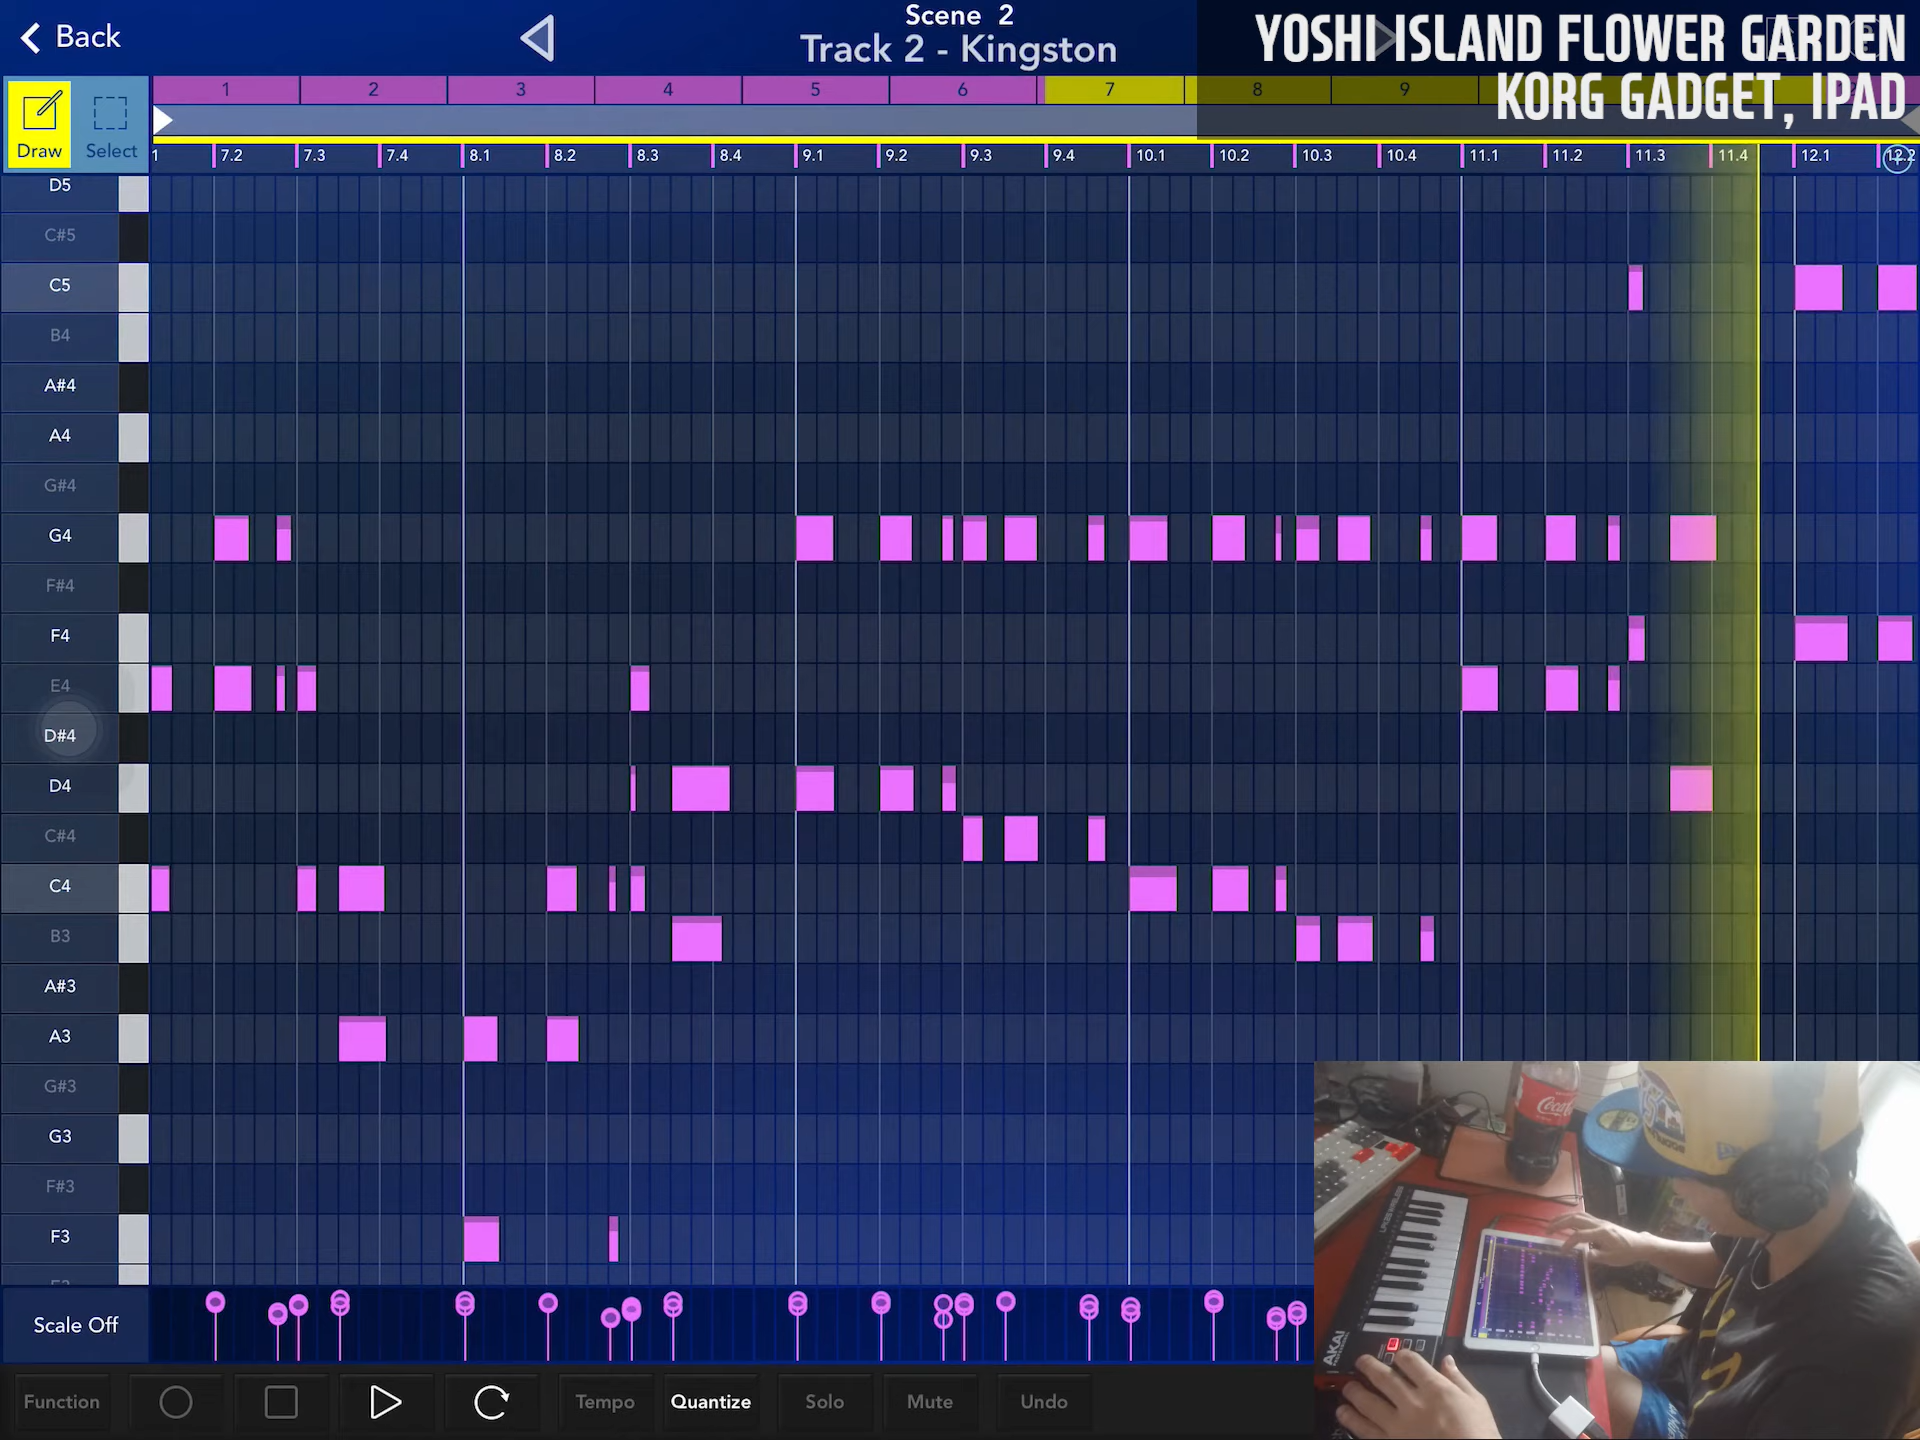 Back
Scene 2
Track 2 - Kingston
YOSHI ISLAND FLOWER GARDEN
KORG GADGET, IPAD
Draw
Select
1 2 3 4 5 6 7 8 9
1 7.2 7.3 7.4 8.1 8.2 8.3 8.4 9.1 9.2 9.3 9.4 10.1 10.2 10.3 10.4 11.1 11.2 11.3 11.4 12.1 12.2
D5
C#5
C5
B4
A#4
A4
G#4
G4
F#4
F4
E4
D#4
D4
C#4
C4
B3
A#3
A3
G#3
G3
F#3
F3
Scale Off
Function
Tempo
Quantize
Solo
Mute
Undo
AKAI